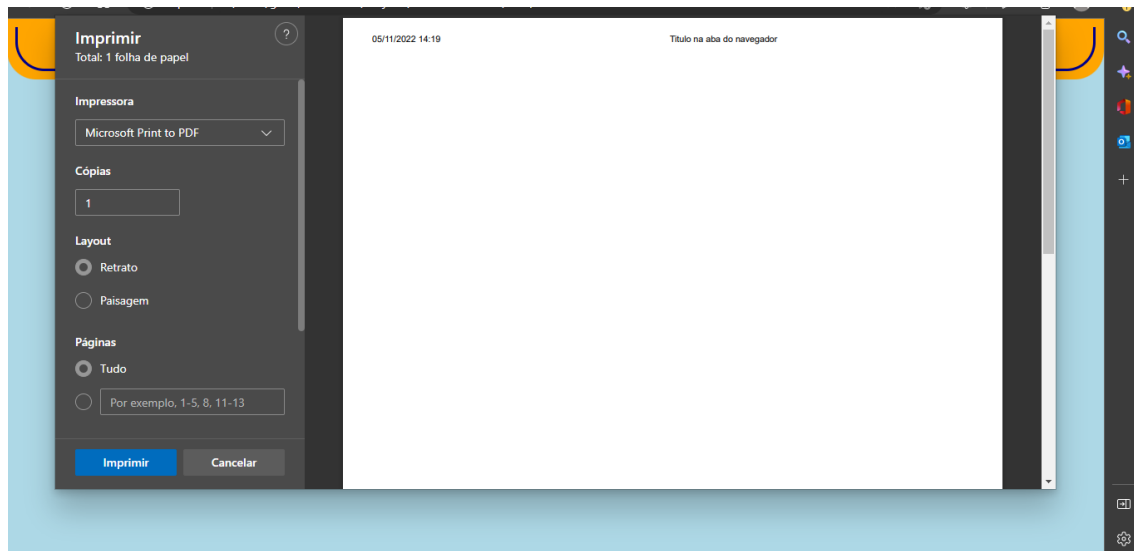 Imprimir
?
Total: 1 folha de papel
Impressora
Microsoft Print to PDF
Cópias
1
Layout
Retrato
Paisagem
Páginas
Tudo
Por exemplo, 1-5, 8, 11-13
Imprimir
Cancelar
05/11/2022 14:19
Titulo na aba do navegador